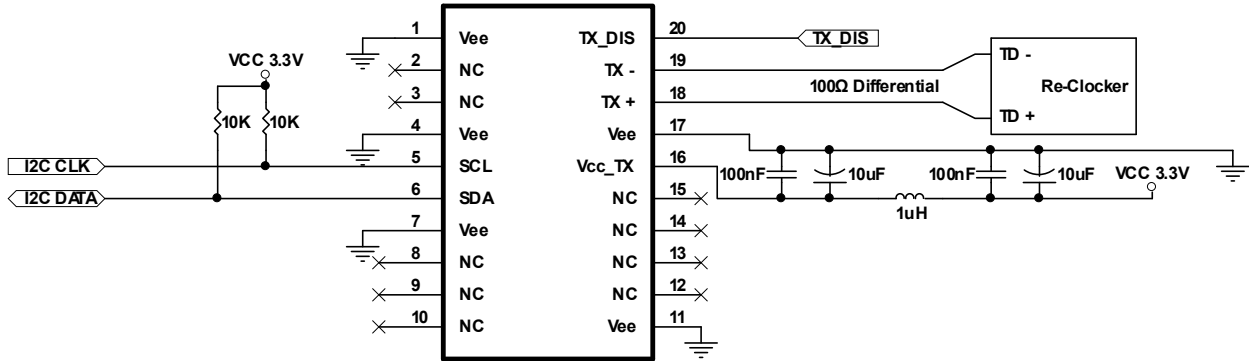 1 Vee TX_DIS 20 TX_DIS
VCC 3.3V
2 NC TX - 19 TD -
3 NC TX + 18 100Ω Differential Re-Clocker
10K 10K TD +
4 Vee Vee 17
I2C CLK 5 SCL Vcc_TX 16 100nF 10uF 100nF 10uF VCC 3.3V
I2C DATA 6 SDA NC 15
1uH
7 Vee NC 14
8 NC NC 13
9 NC NC 12
10 NC Vee 11